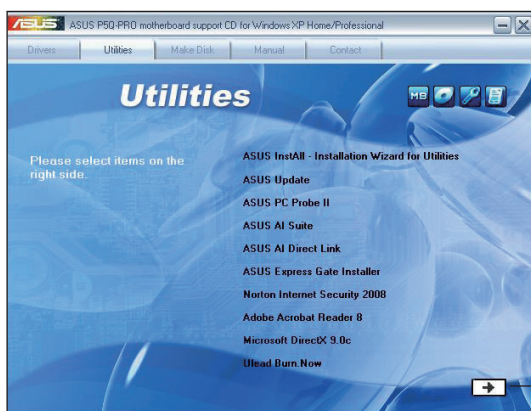 ASUS ASUS P5Q-PRO motherboard support CD for Windows XP Home/Professional
Drivers Utilities Make Disk Manual Contact
Utilities
MB
Please select items on the
right side.
ASUS InstAll - Installation Wizard for Utilities
ASUS Update
ASUS PC Probe II
ASUS AI Suite
ASUS AI Direct Link
ASUS Express Gate Installer
Norton Internet Security 2008
Adobe Acrobat Reader 8
Microsoft DirectX 9.0c
Ulead Burn.Now